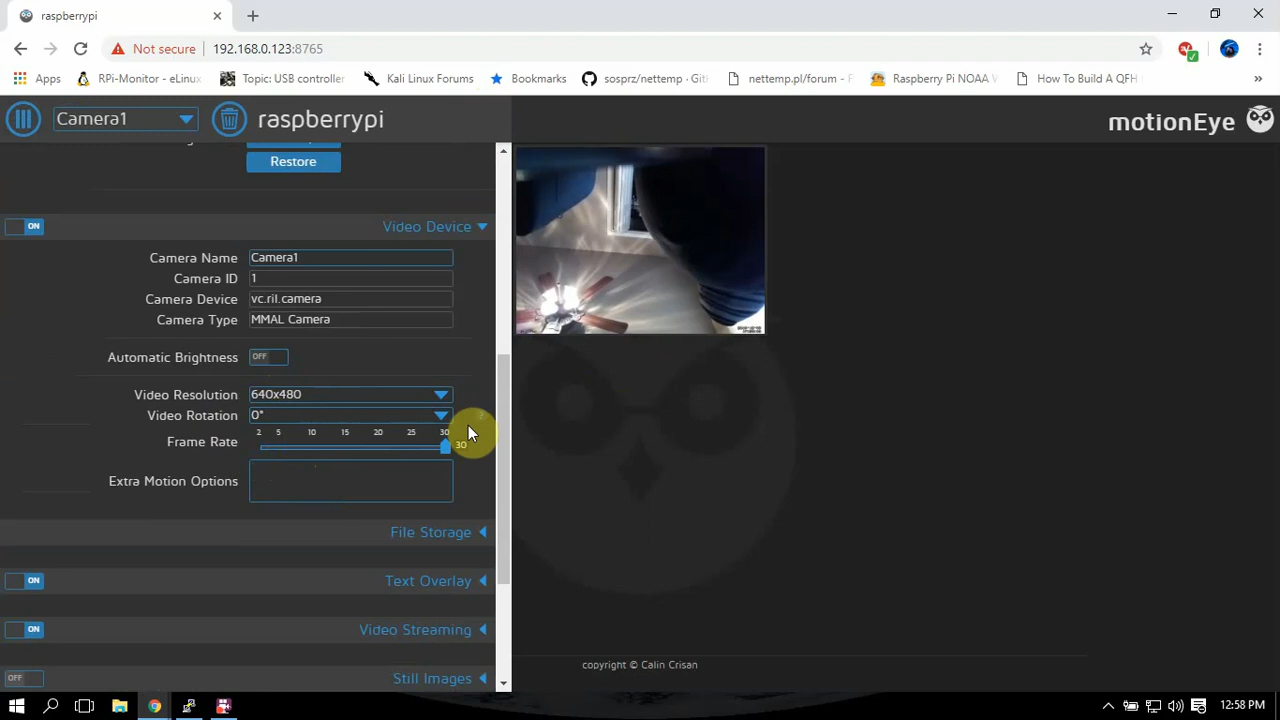 raspberrypi
Not secure | 192.168.0.123:8765
Apps RPi-Monitor - eLinux Topic: USB controller Kali Linux Forums Bookmarks sosprz/nettemp · Git nettemp.pl/forum - F Raspberry Pi NOAA W How To Build A QFH »
Camera1 raspberrypi motionEye
Restore
ON Video Device
Camera Name Camera1
Camera ID 1
Camera Device vc.ril.camera
Camera Type MMAL Camera
Automatic Brightness OFF
Video Resolution 640x480
Video Rotation 0° ?
2 5 10 15 20 25 30
Frame Rate 30
Extra Motion Options
File Storage
ON Text Overlay
ON Video Streaming
copyright © Calin Crisan
OFF Still Images
12:58 PM